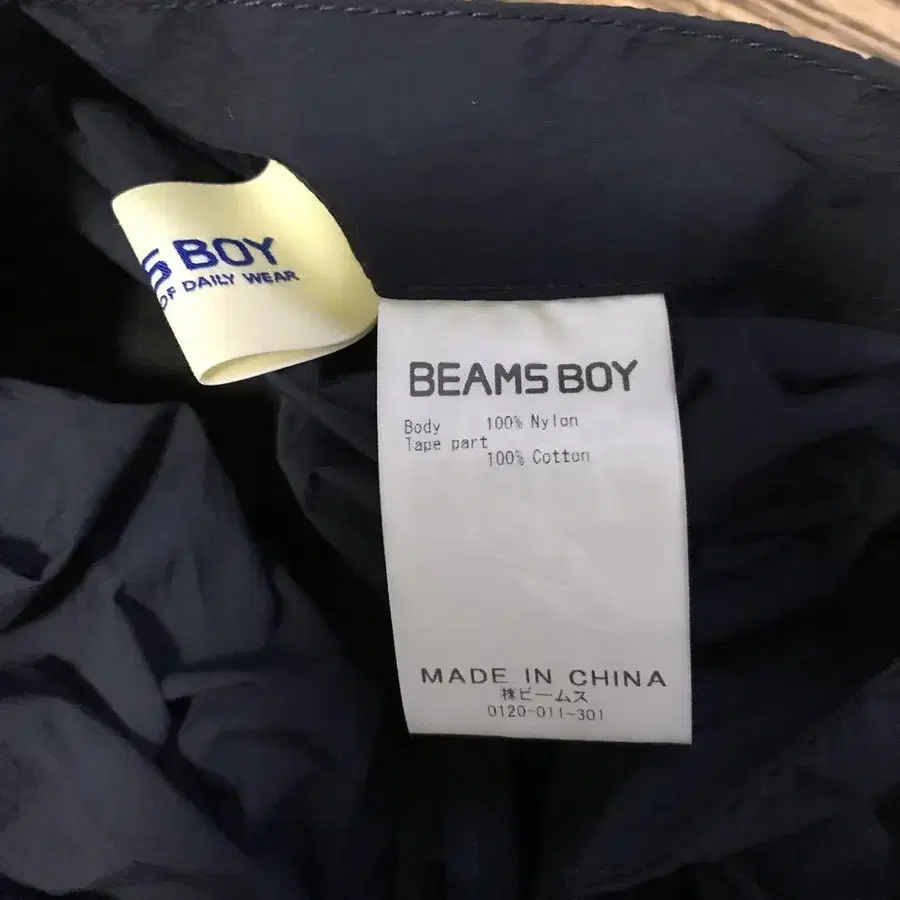 S BOY
OF DAILY WEAR
BEAMS BOY
Body 100% Nylon
Tape part
100% Cotton
MADE IN CHINA
㈱ビームス
0120-011-301